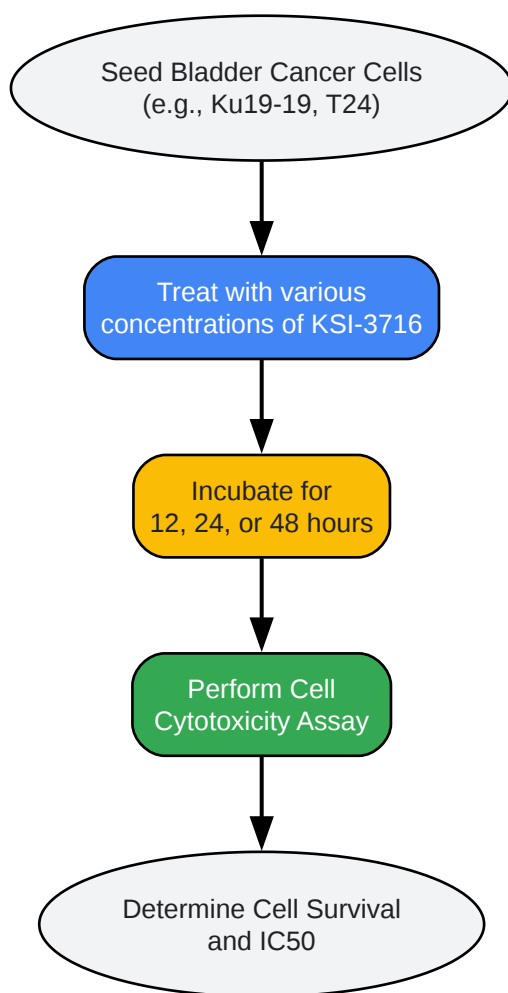 Seed Bladder Cancer Cells
(e.g., Ku19-19, T24)
Treat with various
concentrations of KSI-3716
Incubate for
12, 24, or 48 hours
Perform Cell
Cytotoxicity Assay
Determine Cell Survival
and IC50